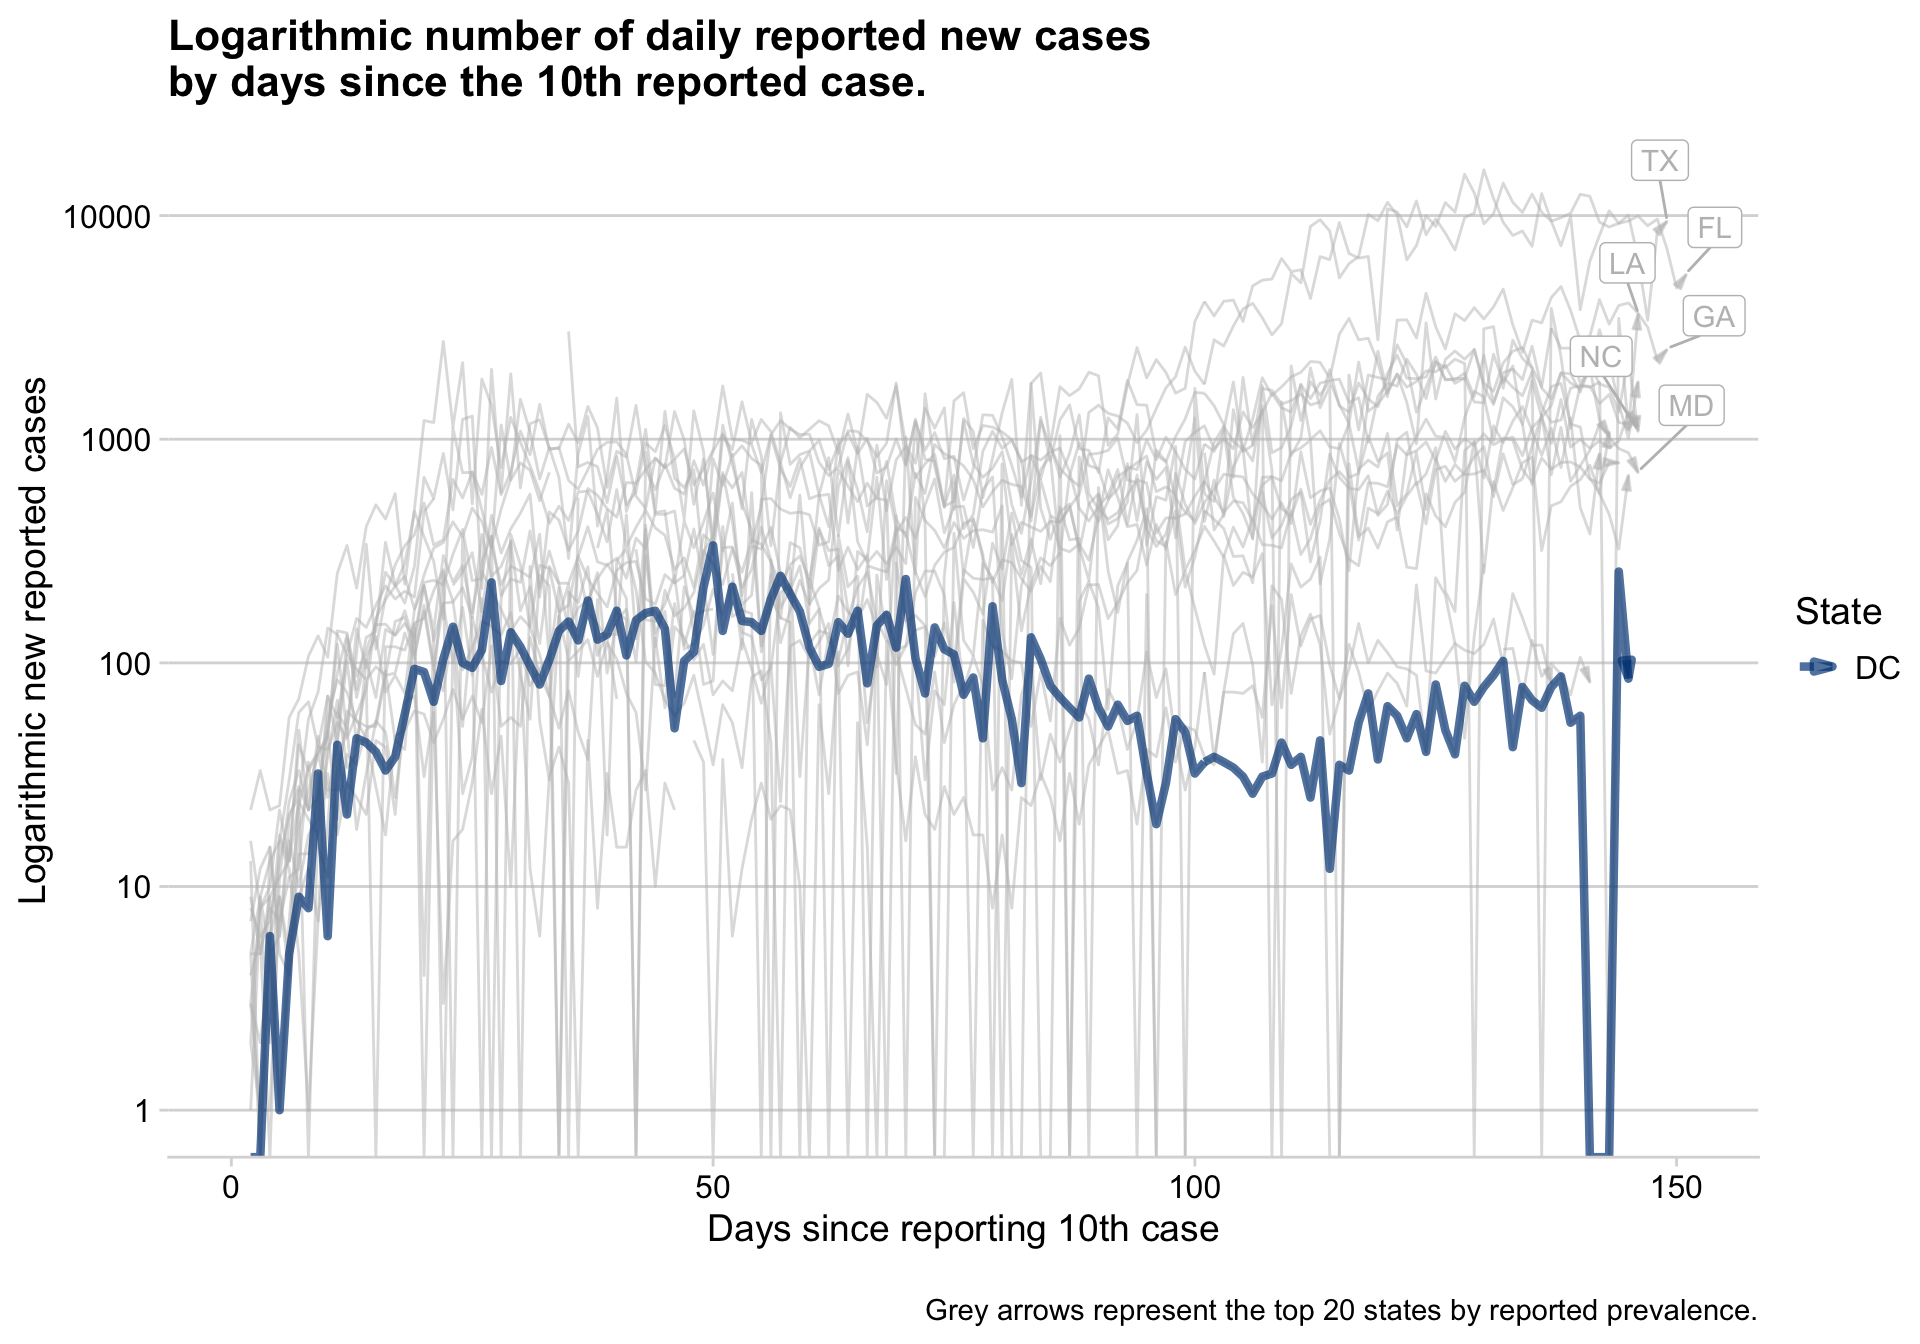 Logarithmic number of daily reported new cases
by days since the 10th reported case.
TX
10000
FL
LA
GA
NC
MD
1000
100
10
1
Logarithmic new reported cases
State
DC
0
50
100
150
Days since reporting 10th case
Grey arrows represent the top 20 states by reported prevalence.